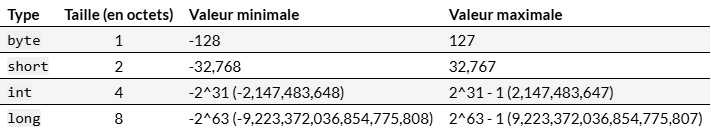 Type Taille (en octets) Valeur minimale Valeur maximale
byte 1 -128 127
short 2 -32,768 32,767
int 4 -2^31 (-2,147,483,648) 2^31 - 1 (2,147,483,647)
long 8 -2^63 (-9,223,372,036,854,775,808) 2^63 - 1 (9,223,372,036,854,775,807)